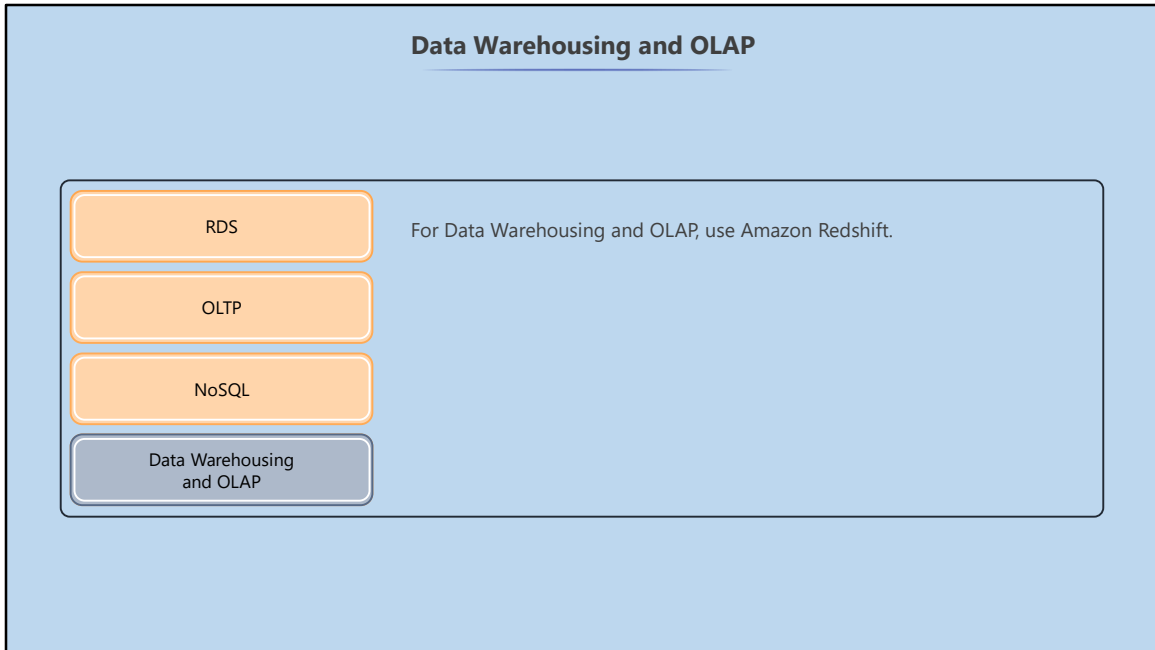 Data Warehousing and OLAP
RDS
For Data Warehousing and OLAP, use Amazon Redshift.
OLTP
NoSQL
Data Warehousing
and OLAP